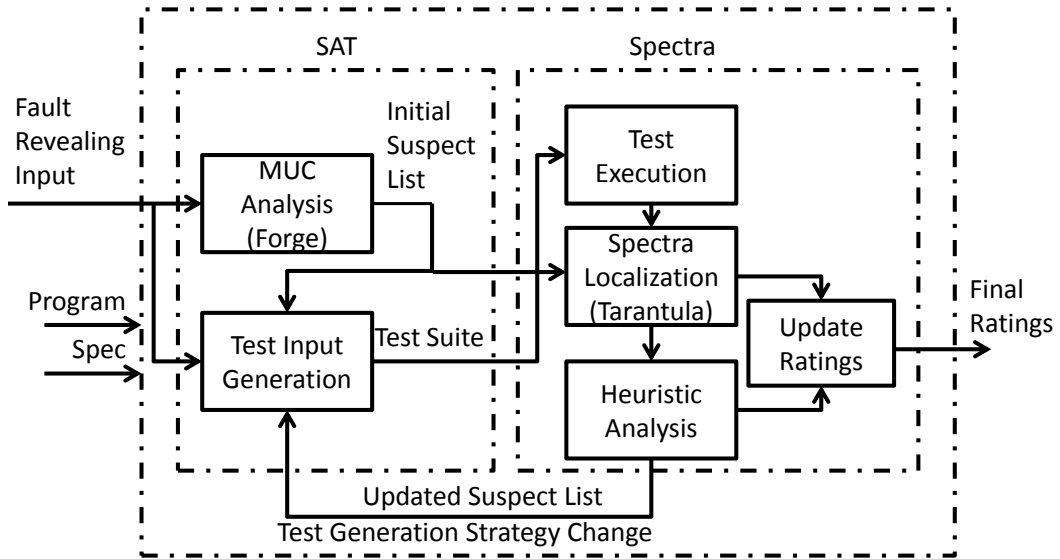 SAT
Spectra
Fault
Revealing
Input
Initial
Suspect
List
MUC
Analysis
(Forge)
Test
Execution
Spectra
Localization
(Tarantula)
Program
Spec
Test Input
Generation
Test Suite
Update
Ratings
Final
Ratings
Heuristic
Analysis
Updated Suspect List
Test Generation Strategy Change